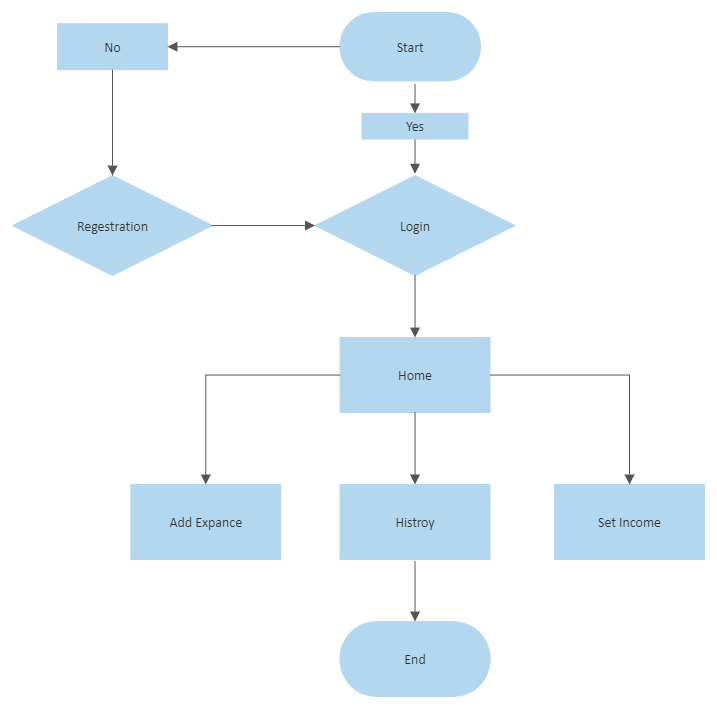 No
Start
Yes
Regestration
Login
Home
Add Expance
Histroy
Set Income
End